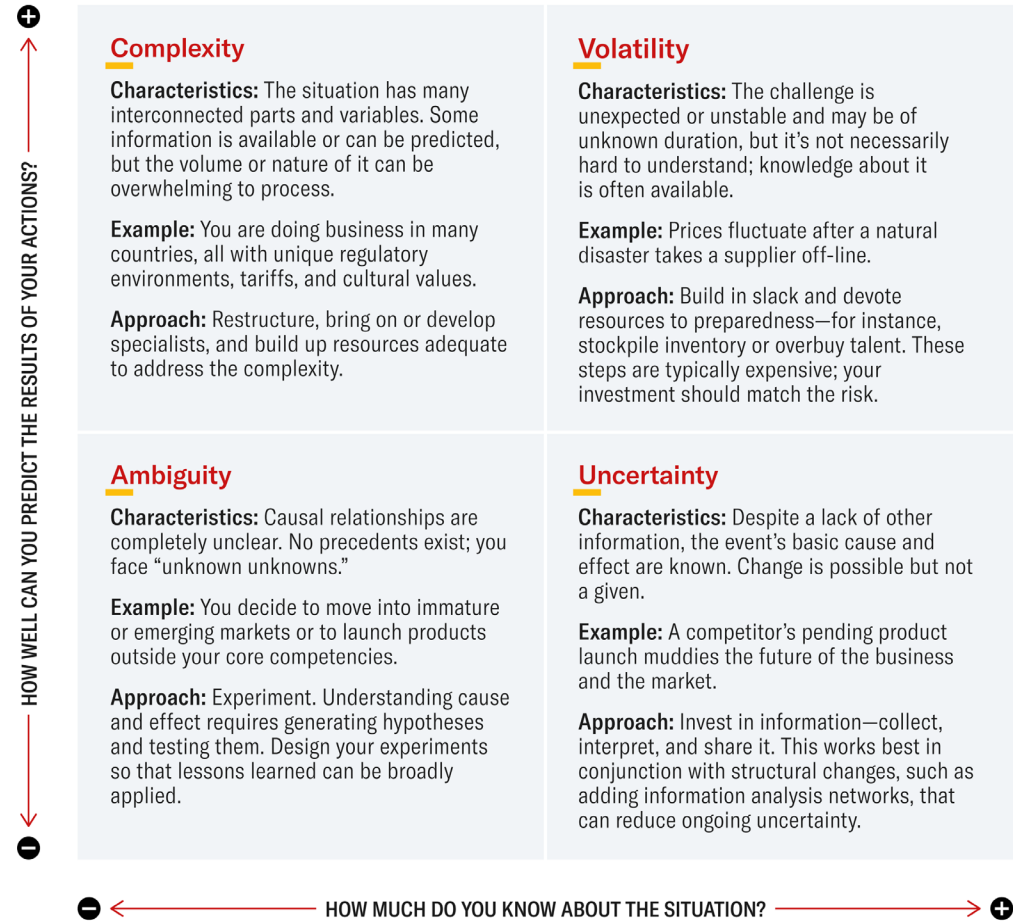 HOW WELL CAN YOU PREDICT THE RESULTS OF YOUR ACTIONS?
Complexity
Characteristics: The situation has many
interconnected parts and variables. Some
information is available or can be predicted,
but the volume or nature of it can be
overwhelming to process.
Example: You are doing business in many
countries, all with unique regulatory
environments, tariffs, and cultural values.
Approach: Restructure, bring on or develop
specialists, and build up resources adequate
to address the complexity.
Volatility
Characteristics: The challenge is
unexpected or unstable and may be of
unknown duration, but it’s not necessarily
hard to understand; knowledge about it
is often available.
Example: Prices fluctuate after a natural
disaster takes a supplier off-line.
Approach: Build in slack and devote
resources to preparedness—for instance,
stockpile inventory or overbuy talent. These
steps are typically expensive; your
investment should match the risk.
Ambiguity
Characteristics: Causal relationships are
completely unclear. No precedents exist; you
face “unknown unknowns.”
Example: You decide to move into immature
or emerging markets or to launch products
outside your core competencies.
Approach: Experiment. Understanding cause
and effect requires generating hypotheses
and testing them. Design your experiments
so that lessons learned can be broadly
applied.
Uncertainty
Characteristics: Despite a lack of other
information, the event’s basic cause and
effect are known. Change is possible but not
a given.
Example: A competitor’s pending product
launch muddies the future of the business
and the market.
Approach: Invest in information—collect,
interpret, and share it. This works best in
conjunction with structural changes, such as
adding information analysis networks, that
can reduce ongoing uncertainty.
HOW MUCH DO YOU KNOW ABOUT THE SITUATION?